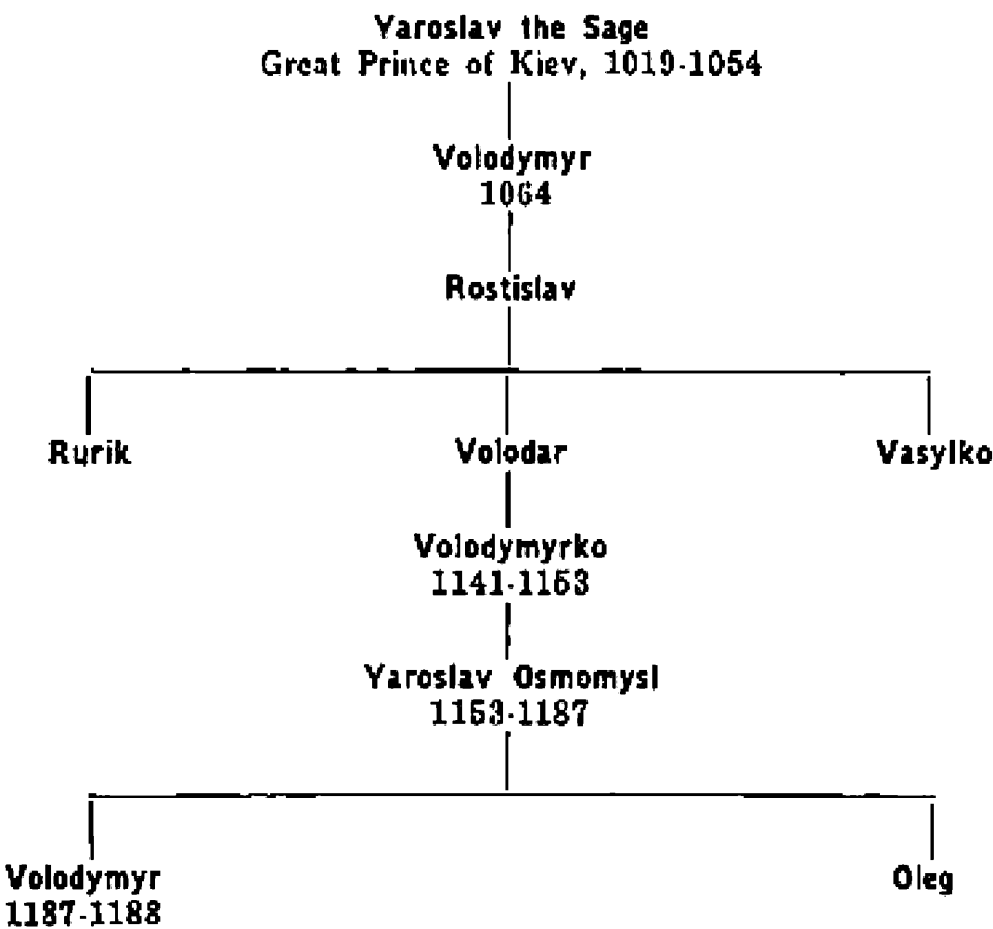 Yaroslav the Sage
Great Prince of Kiev, 1019-1054
Volodymyr
1064
Rostislav
Rurik Volodar Vasylko
Volodymyrko
1141-1153
Yaroslav Osmomysl
1153-1187
Volodymyr Oleg
1187-1188